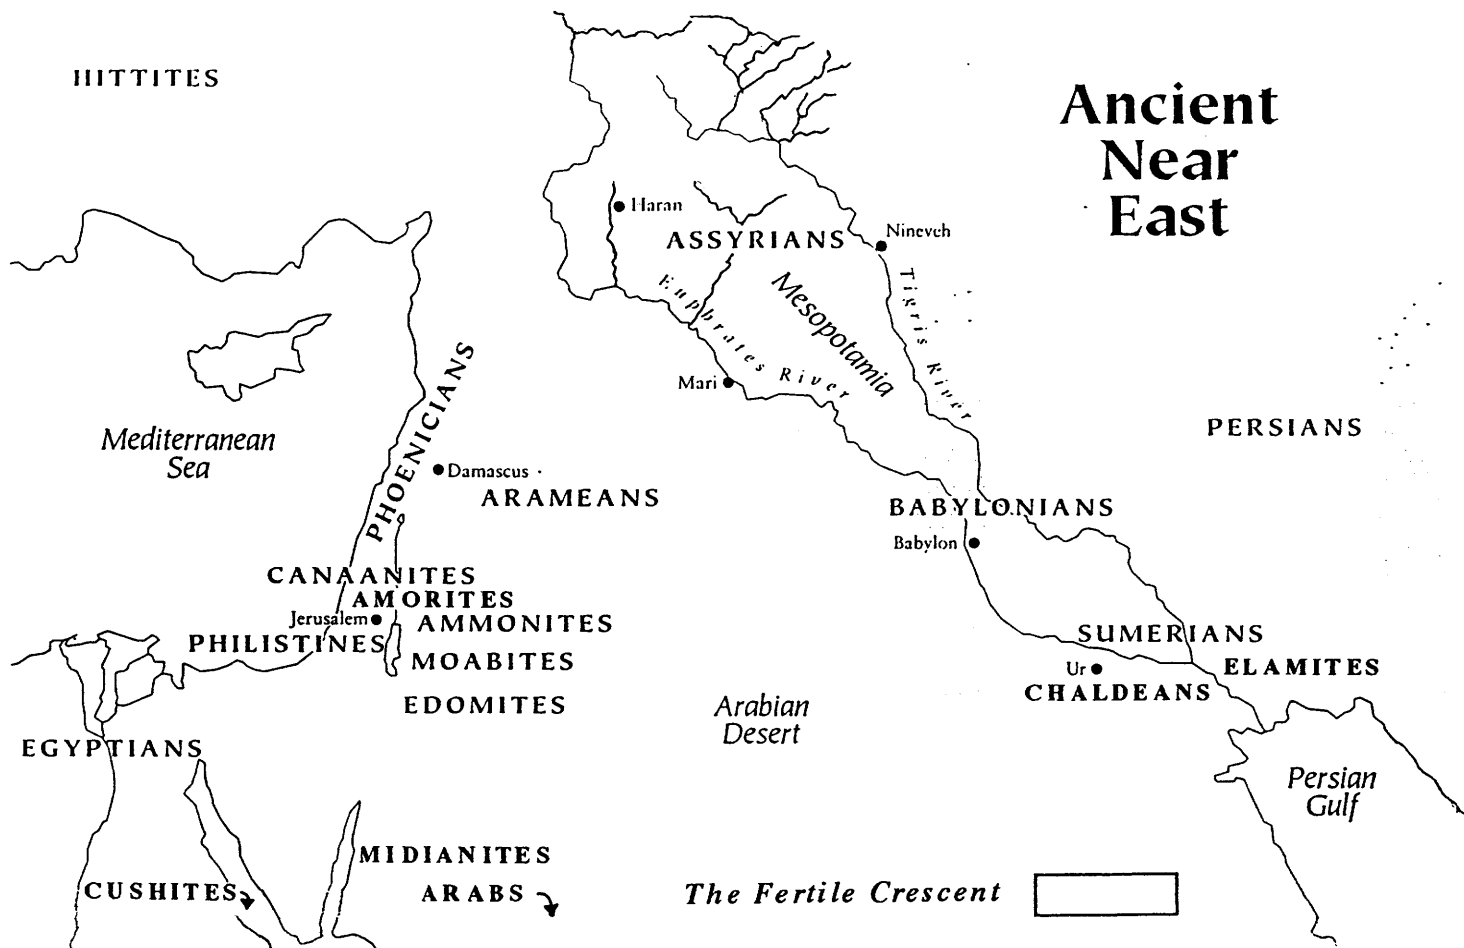 HITTITES
Ancient
Near
East
Haran
ASSYRIANS
Nineveh
Euphrates River
Mesopotamia
Tigris River
Mari
PERSIANS
Mediterranean
Sea
PHOENICIANS
Damascus
ARAMEANS
BABYLONIANS
Babylon
CANAANITES
AMORITES
Jerusalem
AMMONITES
PHILISTINES
MOABITES
EDOMITES
SUMERIANS
Ur
ELAMITES
CHALDEANS
Arabian
Desert
EGYPTIANS
Persian
Gulf
MIDIANITES
CUSHITES
ARABS
The Fertile Crescent